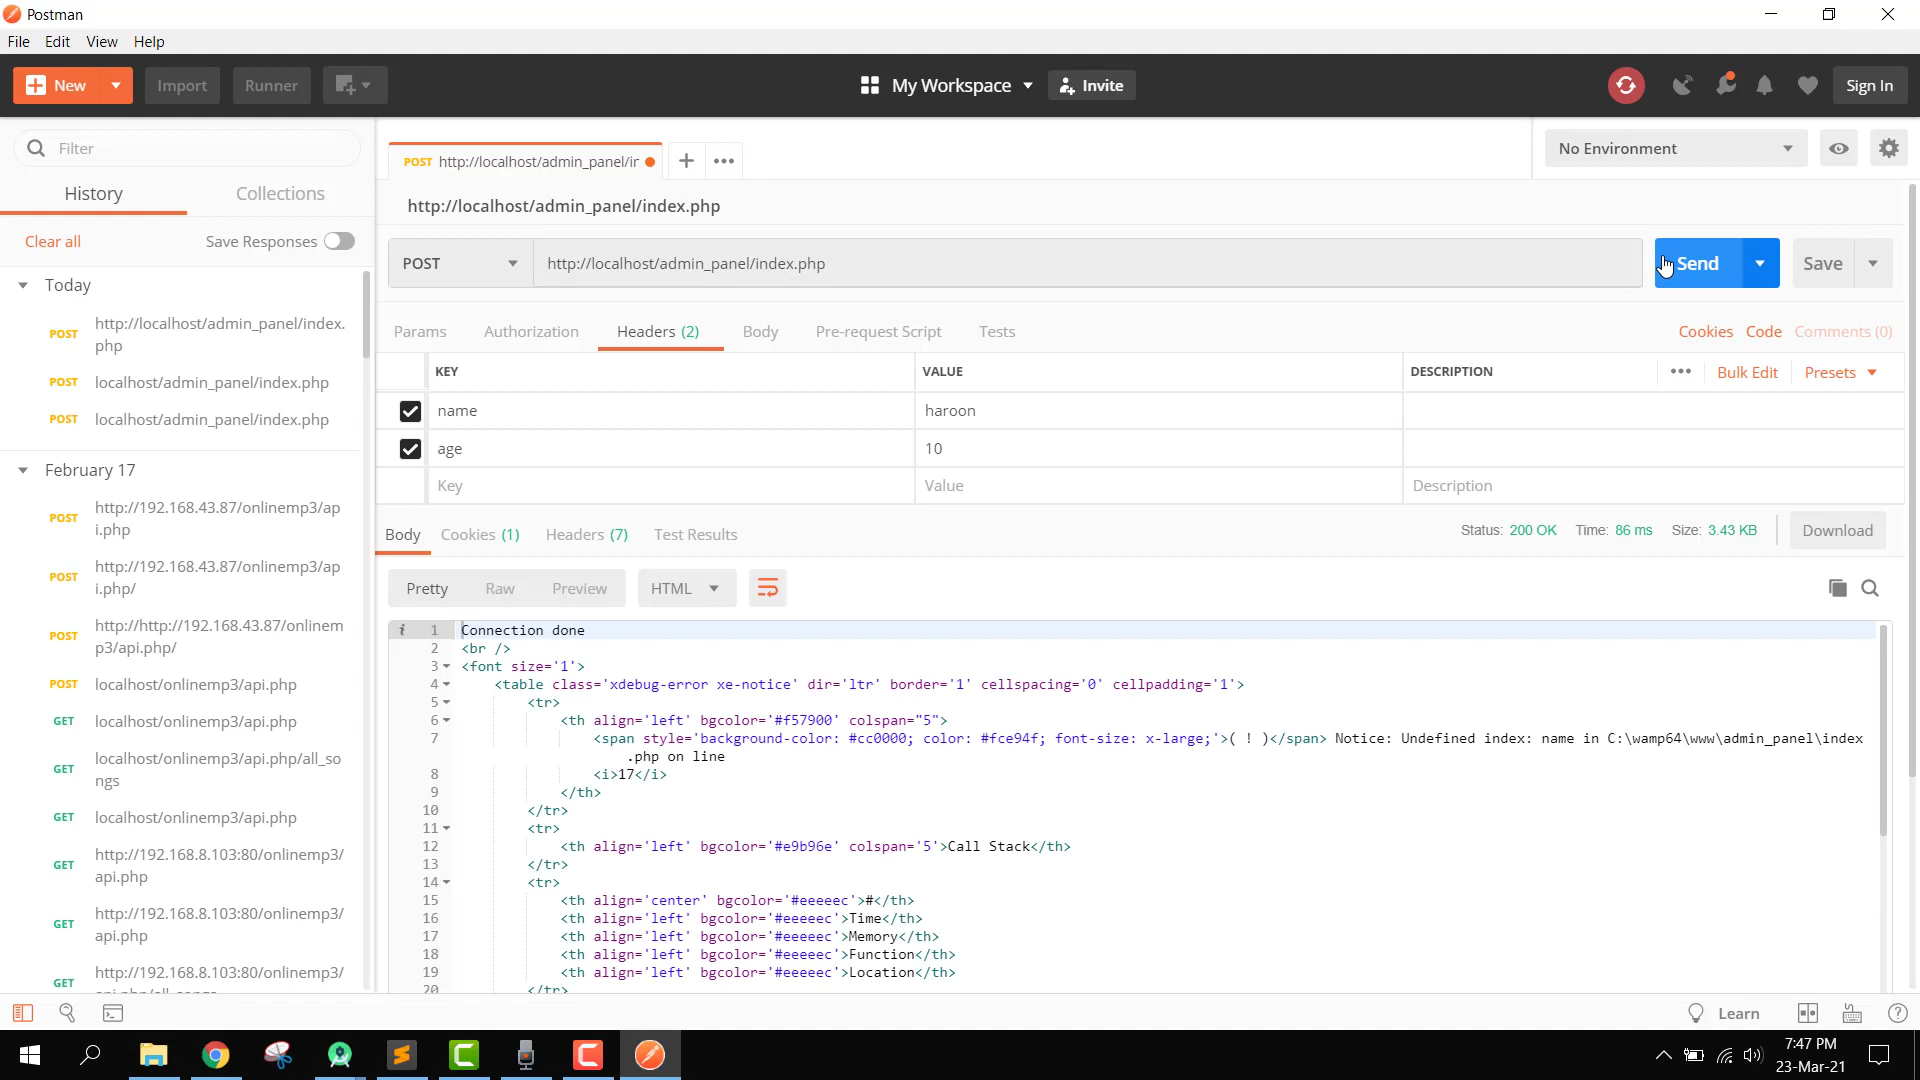 Postman
File Edit View Help
New Import Runner My Workspace Invite Sign In
Filter
History Collections
Clear all Save Responses
Today
POST http://localhost/admin_panel/index.
php
POST localhost/admin_panel/index.php
POST localhost/admin_panel/index.php
February 17
POST http://192.168.43.87/onlinemp3/ap
i.php
POST http://192.168.43.87/onlinemp3/ap
i.php/
POST http://http://192.168.43.87/onlinem
p3/api.php/
POST localhost/onlinemp3/api.php
GET localhost/onlinemp3/api.php
GET localhost/onlinemp3/api.php/all_so
ngs
GET localhost/onlinemp3/api.php
GET http://192.168.8.103:80/onlinemp3/
api.php
GET http://192.168.8.103:80/onlinemp3/
api.php
GET http://192.168.8.103:80/onlinemp3/
POST http://localhost/admin_panel/ir
No Environment
http://localhost/admin_panel/index.php
POST http://localhost/admin_panel/index.php Send Save
Params Authorization Headers (2) Body Pre-request Script Tests Cookies Code Comments (0)
KEY VALUE DESCRIPTION ••• Bulk Edit Presets
name haroon
age 10
Key Value Description
Body Cookies (1) Headers (7) Test Results Status: 200 OK Time: 86 ms Size: 3.43 KB Download
Pretty Raw Preview HTML
i 1 Connection done
2 <br />
3 <font size='1'>
4 <table class='xdebug-error xe-notice' dir='ltr' border='1' cellspacing='0' cellpadding='1'>
5 <tr>
6 <th align='left' bgcolor='#f57900' colspan="5">
7 <span style='background-color: #cc0000; color: #fce94f; font-size: x-large;'>( ! )</span> Notice: Undefined index: name in C:\wamp64\www\admin_panel\index
.php on line
8 <i>17</i>
9 </th>
10 </tr>
11 <tr>
12 <th align='left' bgcolor='#e9b96e' colspan='5'>Call Stack</th>
13 </tr>
14 <tr>
15 <th align='center' bgcolor='#eeeeec'>#</th>
16 <th align='left' bgcolor='#eeeeec'>Time</th>
17 <th align='left' bgcolor='#eeeeec'>Memory</th>
18 <th align='left' bgcolor='#eeeeec'>Function</th>
19 <th align='left' bgcolor='#eeeeec'>Location</th>
20 </tr>
Learn
7:47 PM
23-Mar-21